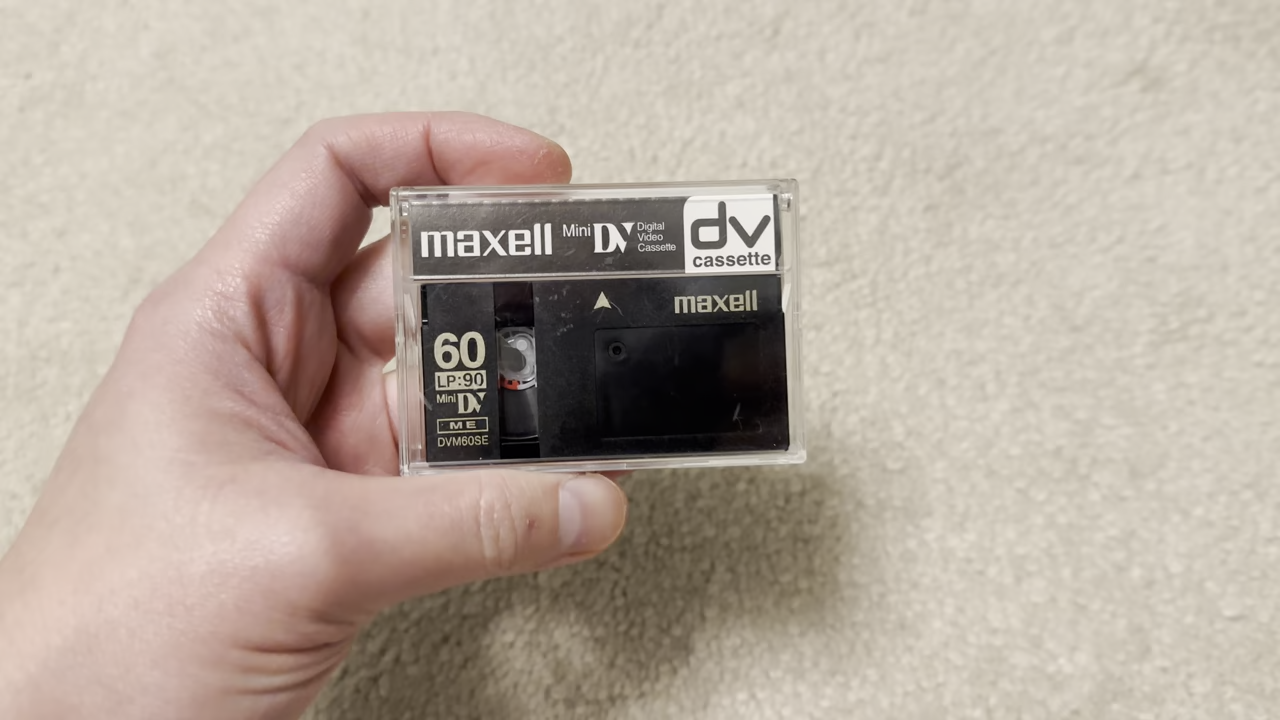 maxell Mini DV Digital
Video
Cassette
dv
cassette
maxell
60
LP:90
Mini DV
ME
DVM60SE